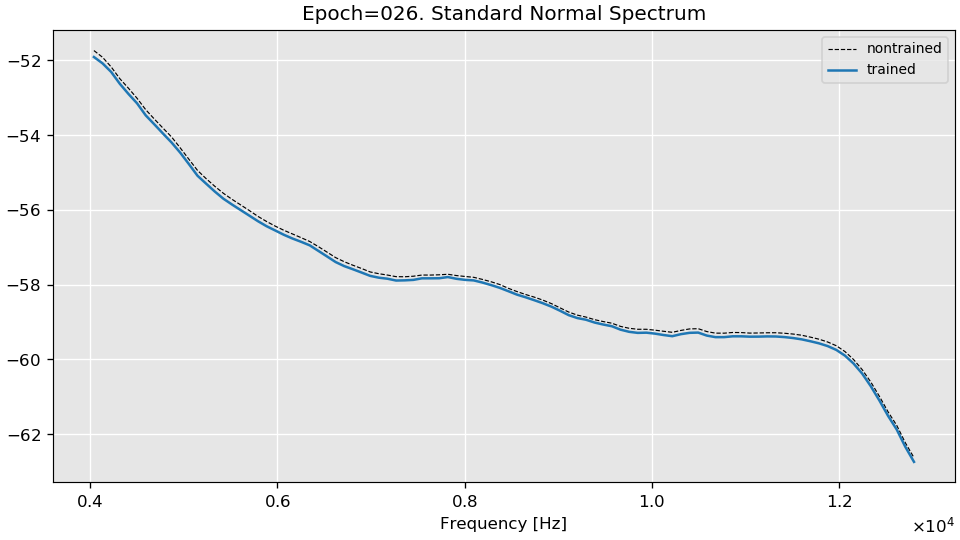 Epoch=026. Standard Normal Spectrum
nontrained
trained
−52
−54
−56
−58
−60
−62
0.4 0.6 0.8 1.0 1.2
Frequency [Hz]
×10⁴